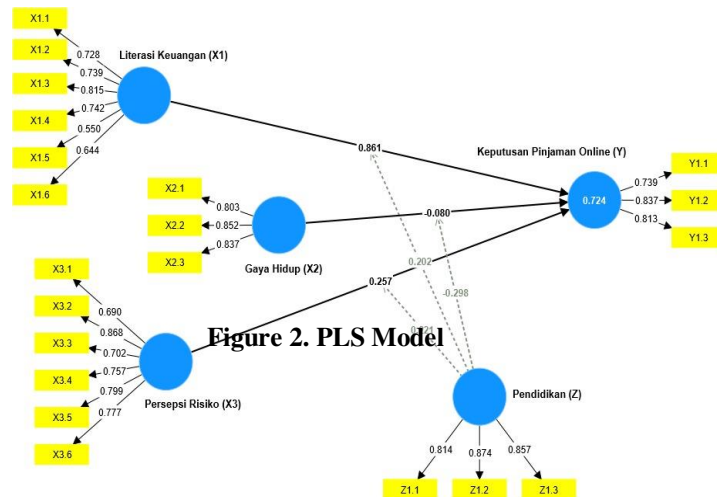 X1.1
X1.2
X1.3
X1.4
X1.5
X1.6
0.728
0.739
0.815
0.742
0.550
0.644
Literasi Keuangan (X1)
X2.1
X2.2
X2.3
0.803
0.852
0.837
Gaya Hidup (X2)
X3.1
X3.2
X3.3
X3.4
X3.5
X3.6
0.690
0.868
0.702
0.757
0.799
0.777
Persepsi Risiko (X3)
0.861
-0.080
0.257
0.202
-0.298
Keputusan Pinjaman Online (Y)
0.724
0.739
0.837
0.813
Y1.1
Y1.2
Y1.3
Figure 2. PLS Model
Pendidikan (Z)
0.814
0.874
0.857
Z1.1
Z1.2
Z1.3